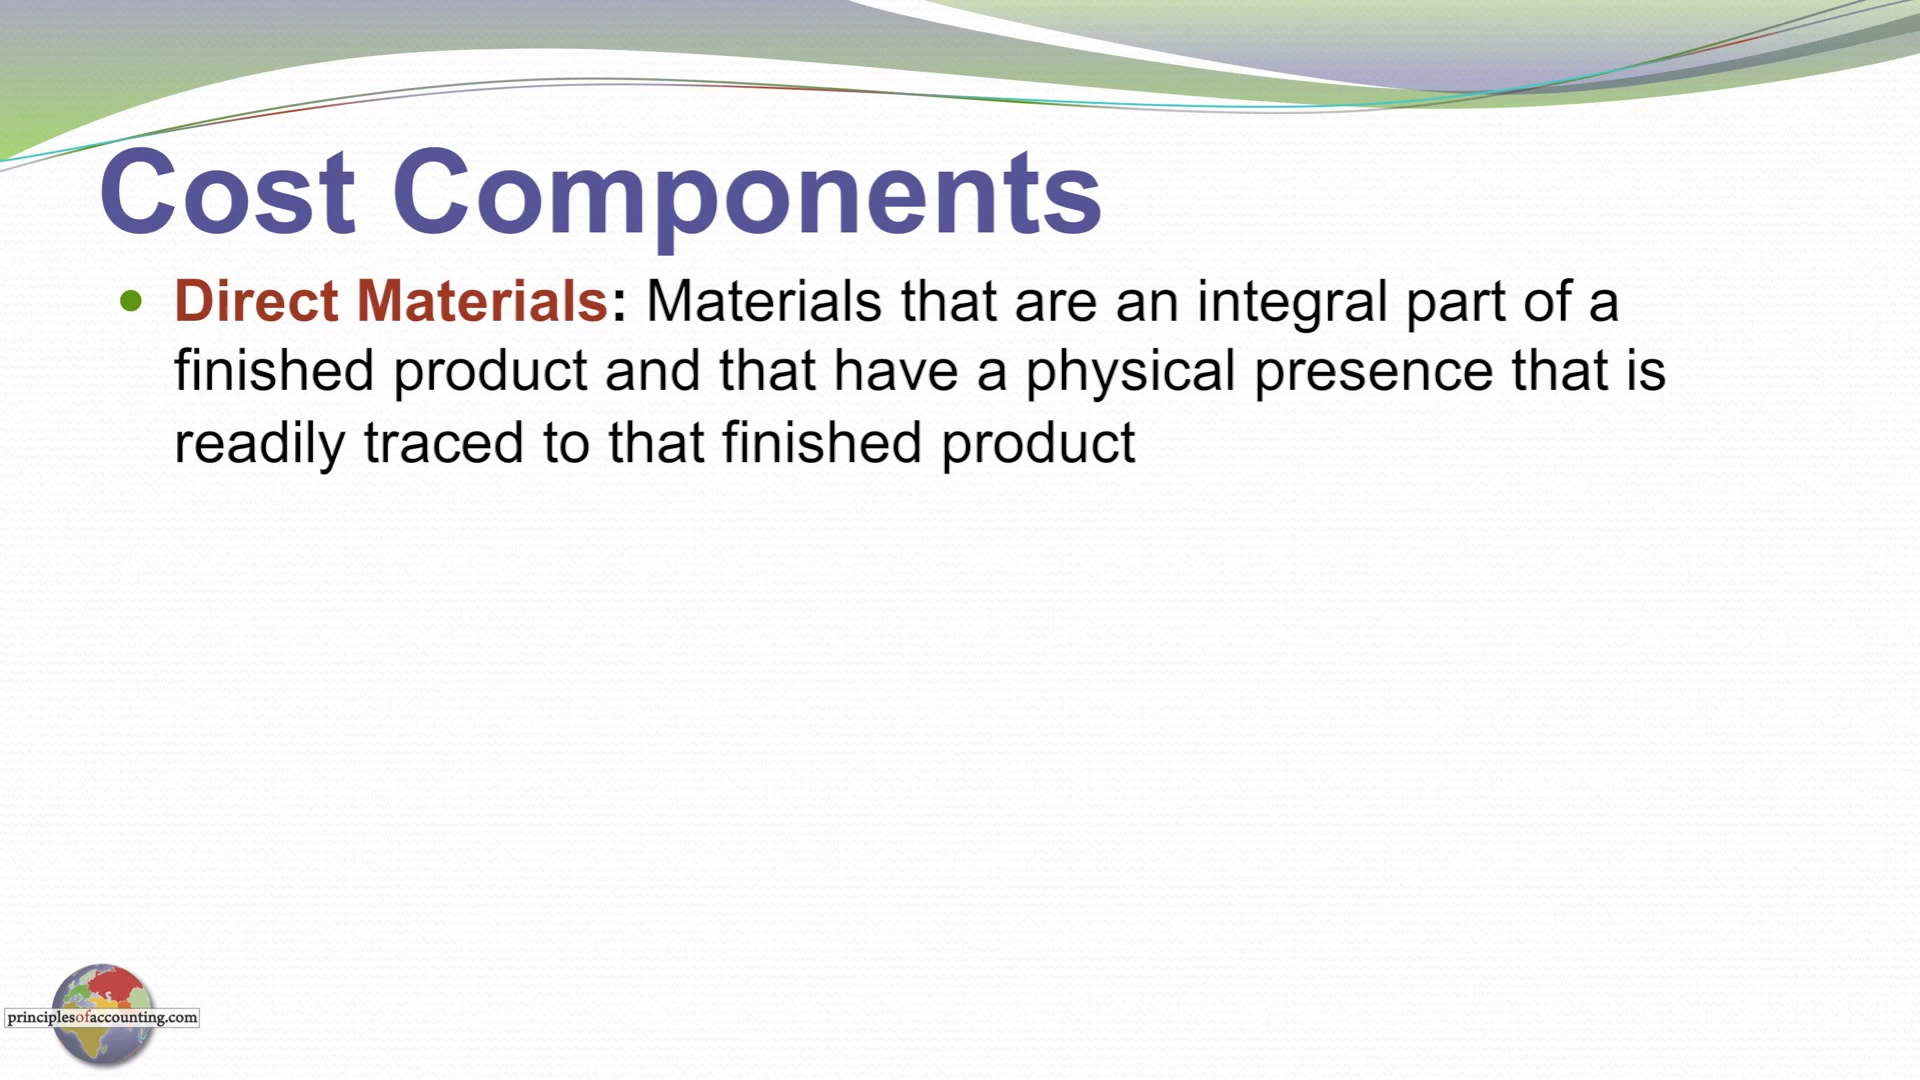 Cost Components
• Direct Materials: Materials that are an integral part of a
finished product and that have a physical presence that is
readily traced to that finished product
principlesofaccounting.com